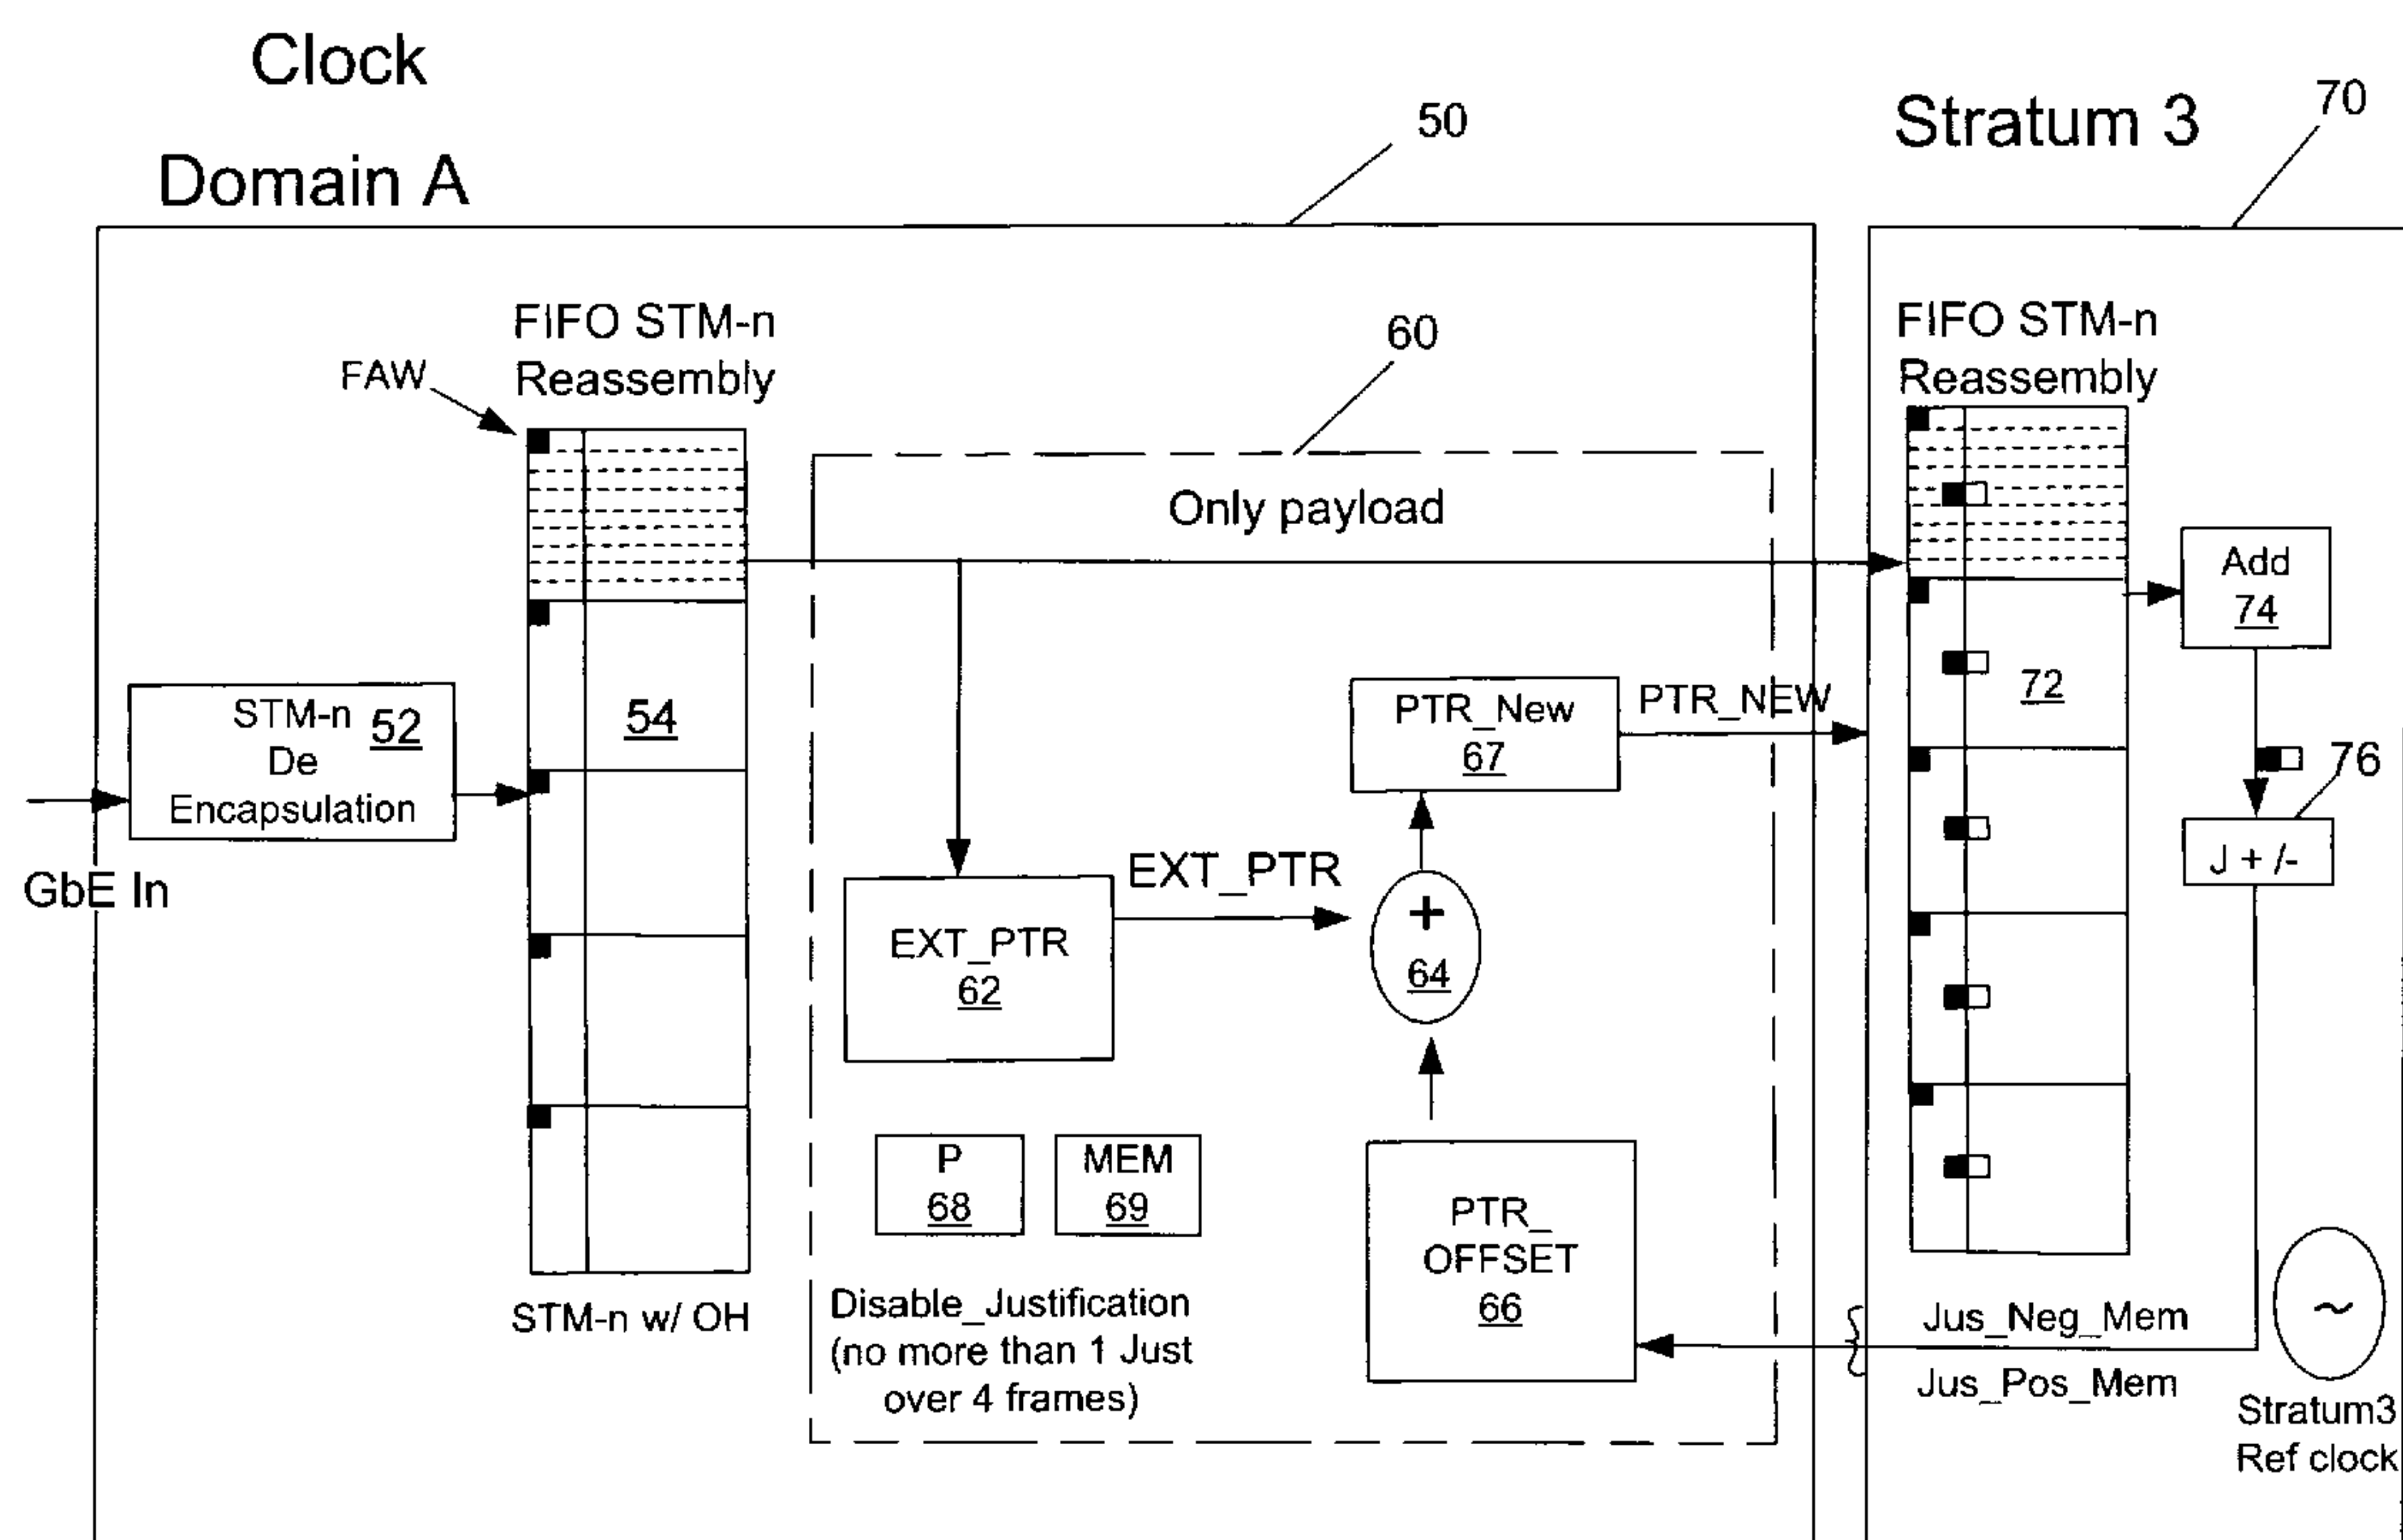 Clock
Domain A
50
Stratum 3
70
FIFO STM-n
Reassembly
FAW
60
FIFO STM-n
Reassembly
Only payload
Add
74
STM-n 52
De
Encapsulation
54
PTR_New
67
PTR_NEW
72
76
GbE In
EXT_PTR
J + /-
EXT_PTR
62
+
64
P
68
MEM
69
PTR_
OFFSET
66
STM-n w/ OH
Disable_Justification
(no more than 1 Just
over 4 frames)
Jus_Neg_Mem
Jus_Pos_Mem
~
Stratum3
Ref clock